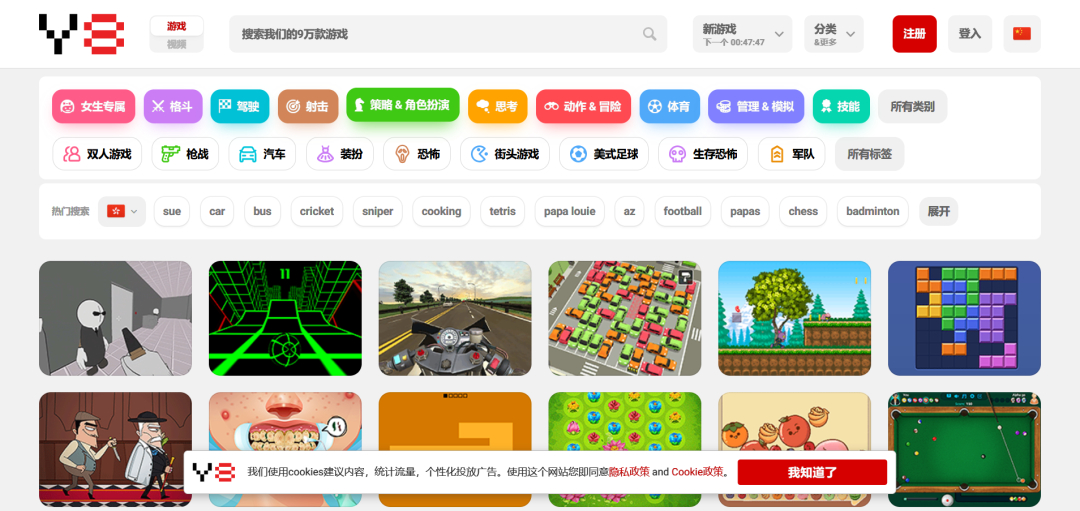 Y8
游戏
视频
搜索我们的9万款游戏
新游戏
下一个 00:47:47
分类
&更多
注册
登入
女生专属
格斗
驾驶
射击
策略 & 角色扮演
思考
动作 & 冒险
体育
管理 & 模拟
技能
所有类别
双人游戏
枪战
汽车
装扮
恐怖
街头游戏
美式足球
生存恐怖
军队
所有标签
热门搜索
sue
car
bus
cricket
sniper
cooking
tetris
papa louie
az
football
papas
chess
badminton
展开
11
Y8
我们使用cookies建议内容，统计流量，个性化投放广告。使用这个网站您即同意隐私政策 and Cookie政策。
我知道了